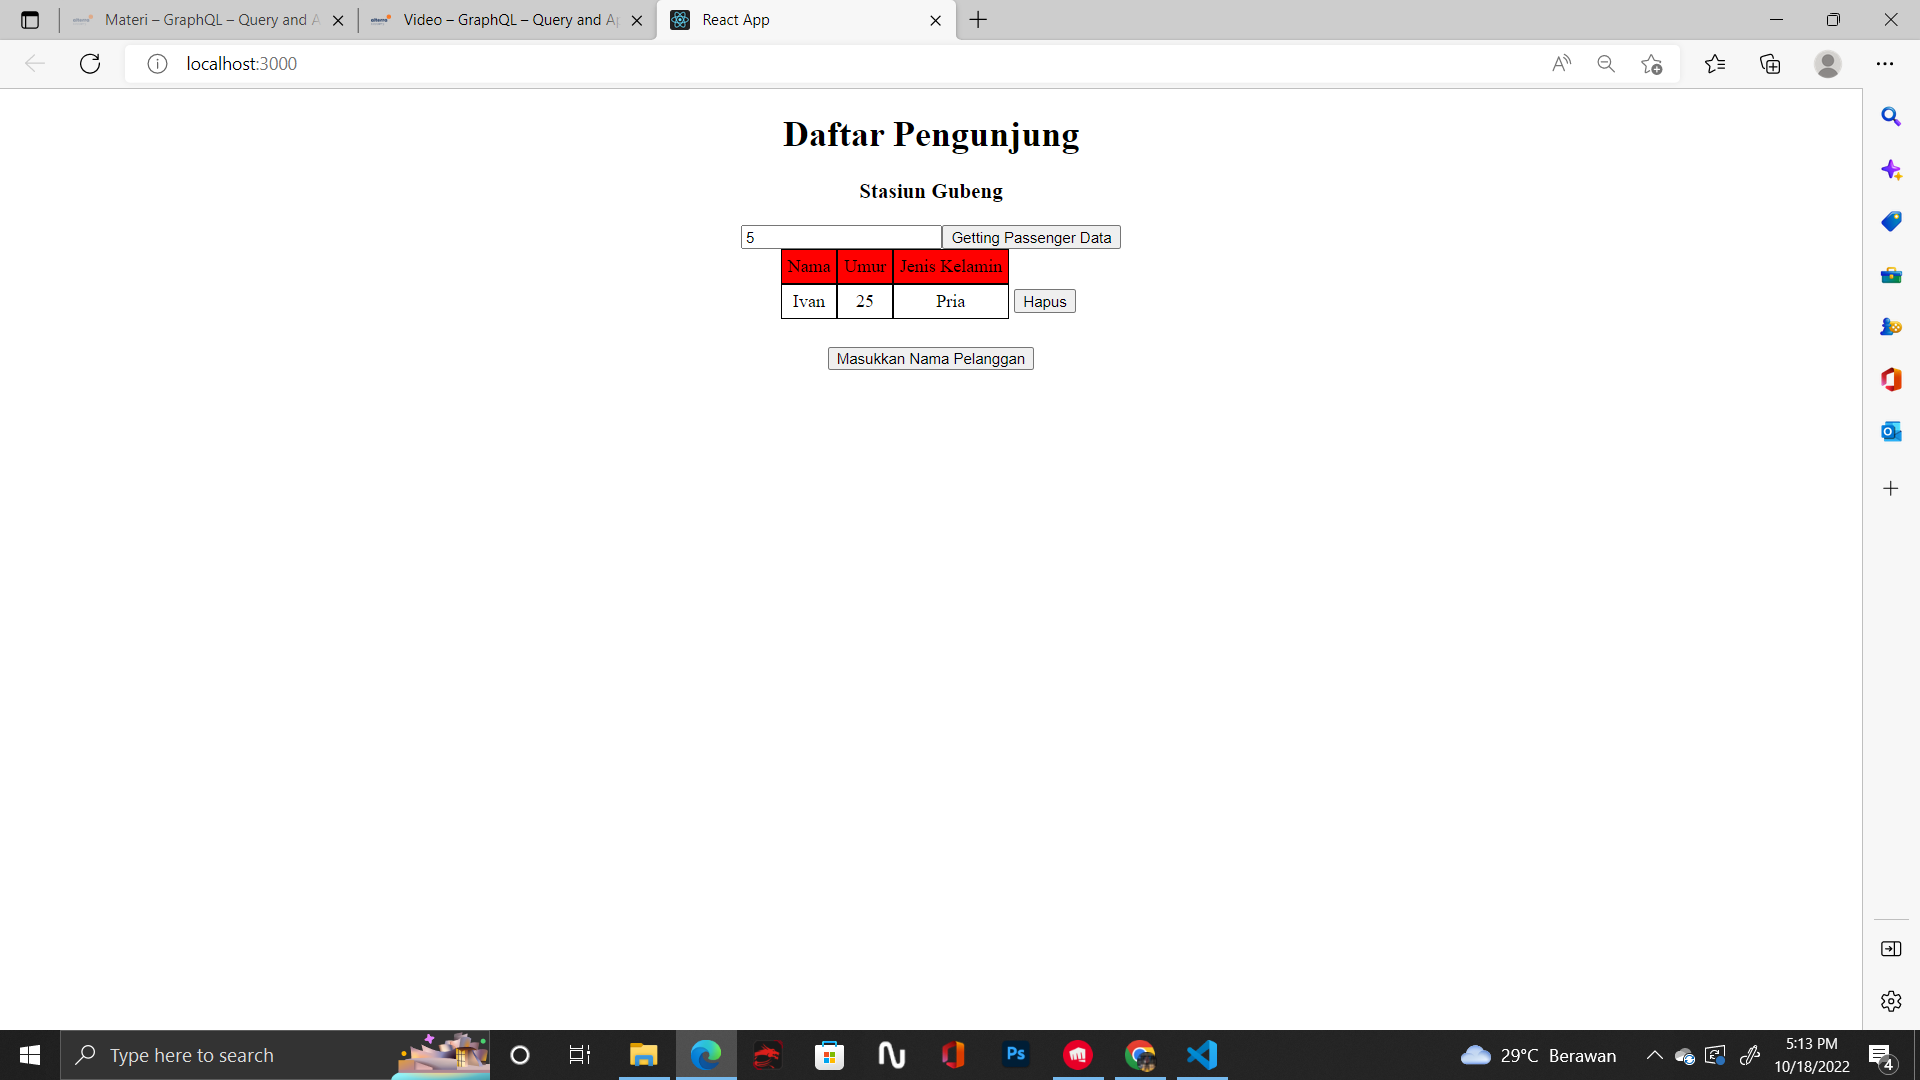 Materi – GraphQL – Query and A
Video – GraphQL – Query and Ap
React App
localhost:3000
Daftar Pengunjung
Stasiun Gubeng
5 Getting Passenger Data
Nama Umur Jenis Kelamin
Ivan 25 Pria Hapus
Masukkan Nama Pelanggan
Type here to search
Ps
29°C Berawan
5:13 PM
10/18/2022
4